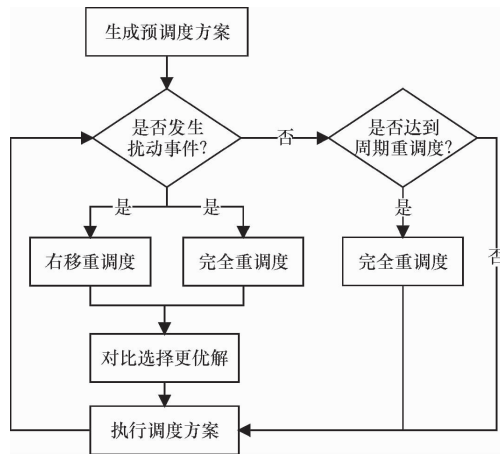 生成预调度方案
是否发生
扰动事件?
否
是否达到
周期重调度?
是
是
是
右移重调度
完全重调度
完全重调度
否
对比选择更优解
执行调度方案